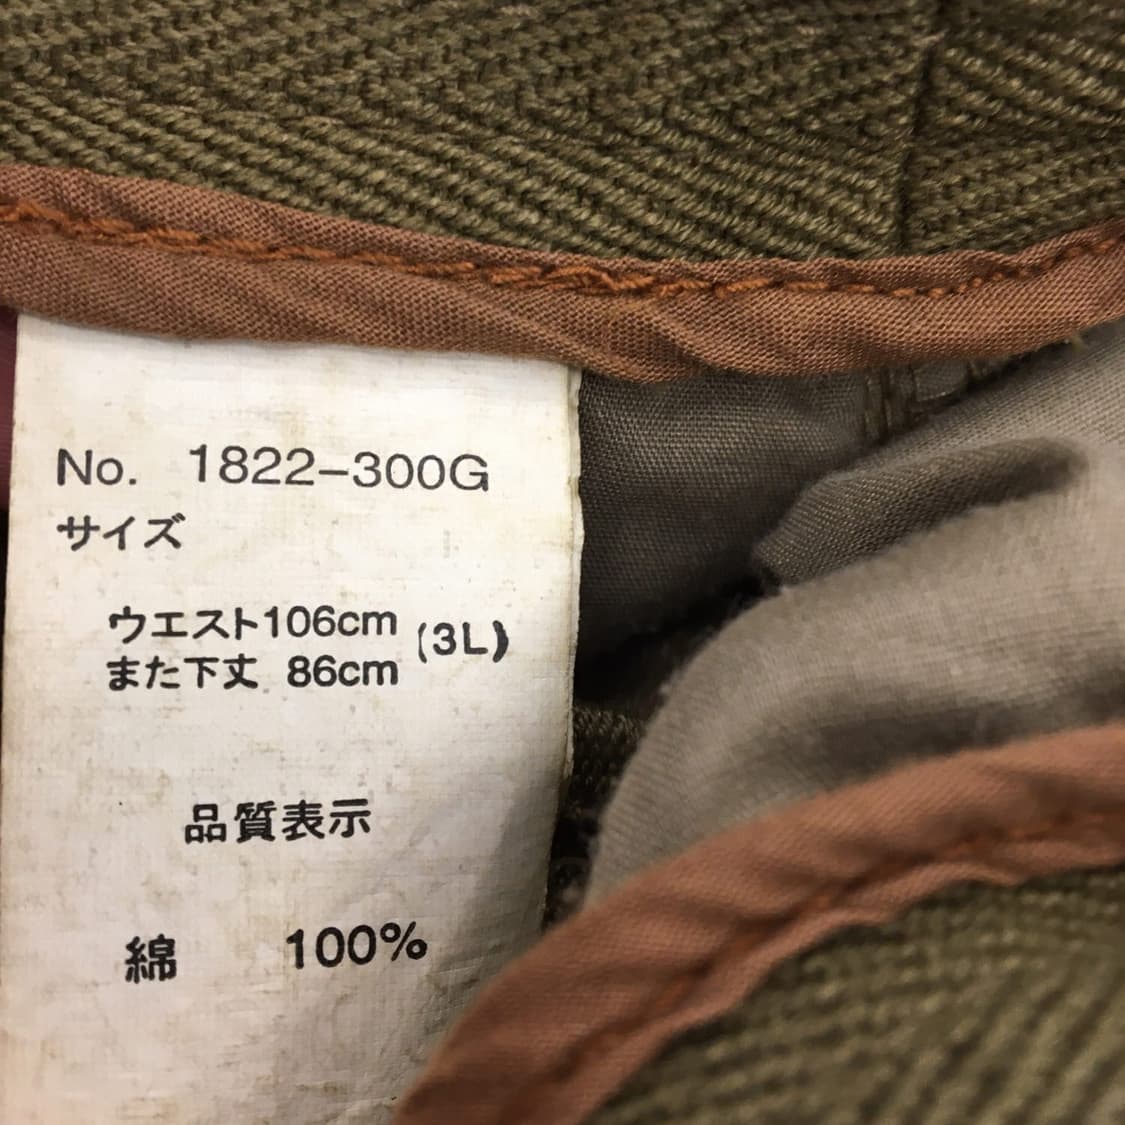 No. 1822-300G
サイズ
ウエスト106cm (3L)
また下丈 86cm
品質表示
綿 100%